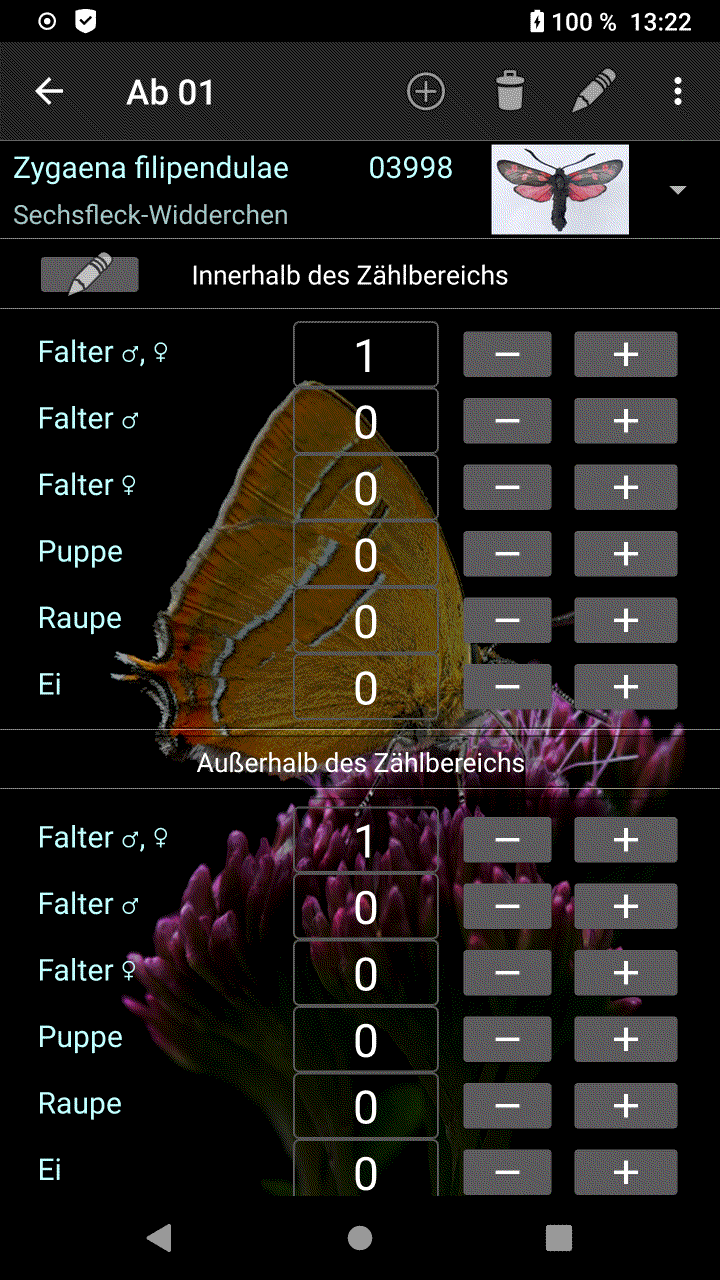 100 % 13:22
Ab 01
Zygaena filipendulae 03998
Sechsfleck-Widderchen
Innerhalb des Zählbereichs
Falter ♂, ♀ 1 − +
Falter ♂ 0 − +
Falter ♀ 0 − +
Puppe 0 − +
Raupe 0 − +
Ei 0 − +
Außerhalb des Zählbereichs
Falter ♂, ♀ 1 − +
Falter ♂ 0 − +
Falter ♀ 0 − +
Puppe 0 − +
Raupe 0 − +
Ei 0 − +